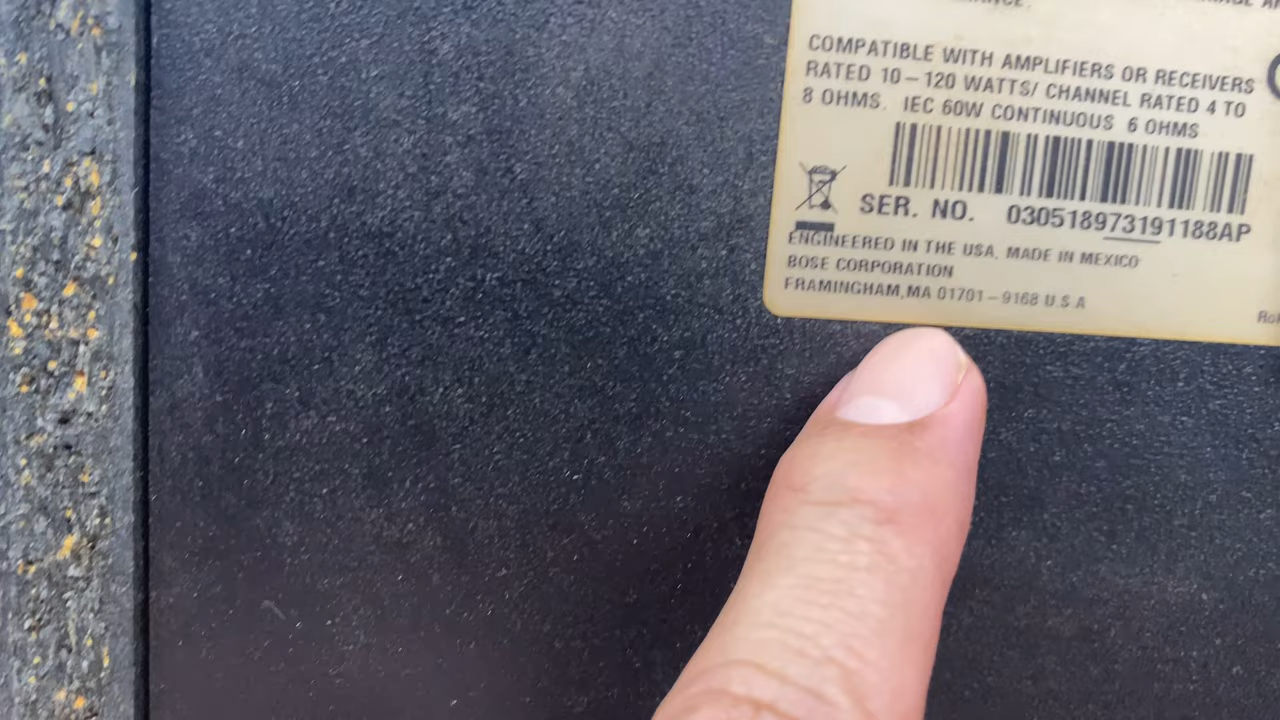 COMPATIBLE WITH AMPLIFIERS OR RECEIVERS
RATED 10–120 WATTS/ CHANNEL RATED 4 TO
8 OHMS. IEC 60W CONTINUOUS 6 OHMS
SER. NO. 030518973191188AP
ENGINEERED IN THE USA. MADE IN MEXICO
BOSE CORPORATION
FRAMINGHAM, MA 01701–9168 U.S.A